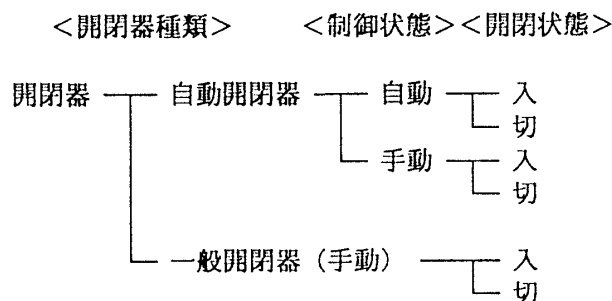 <開閉器種類> <制御状態><開閉状態>
開閉器 自動開閉器 自動 入
切
手動 入
切
一般開閉器(手動) 入
切